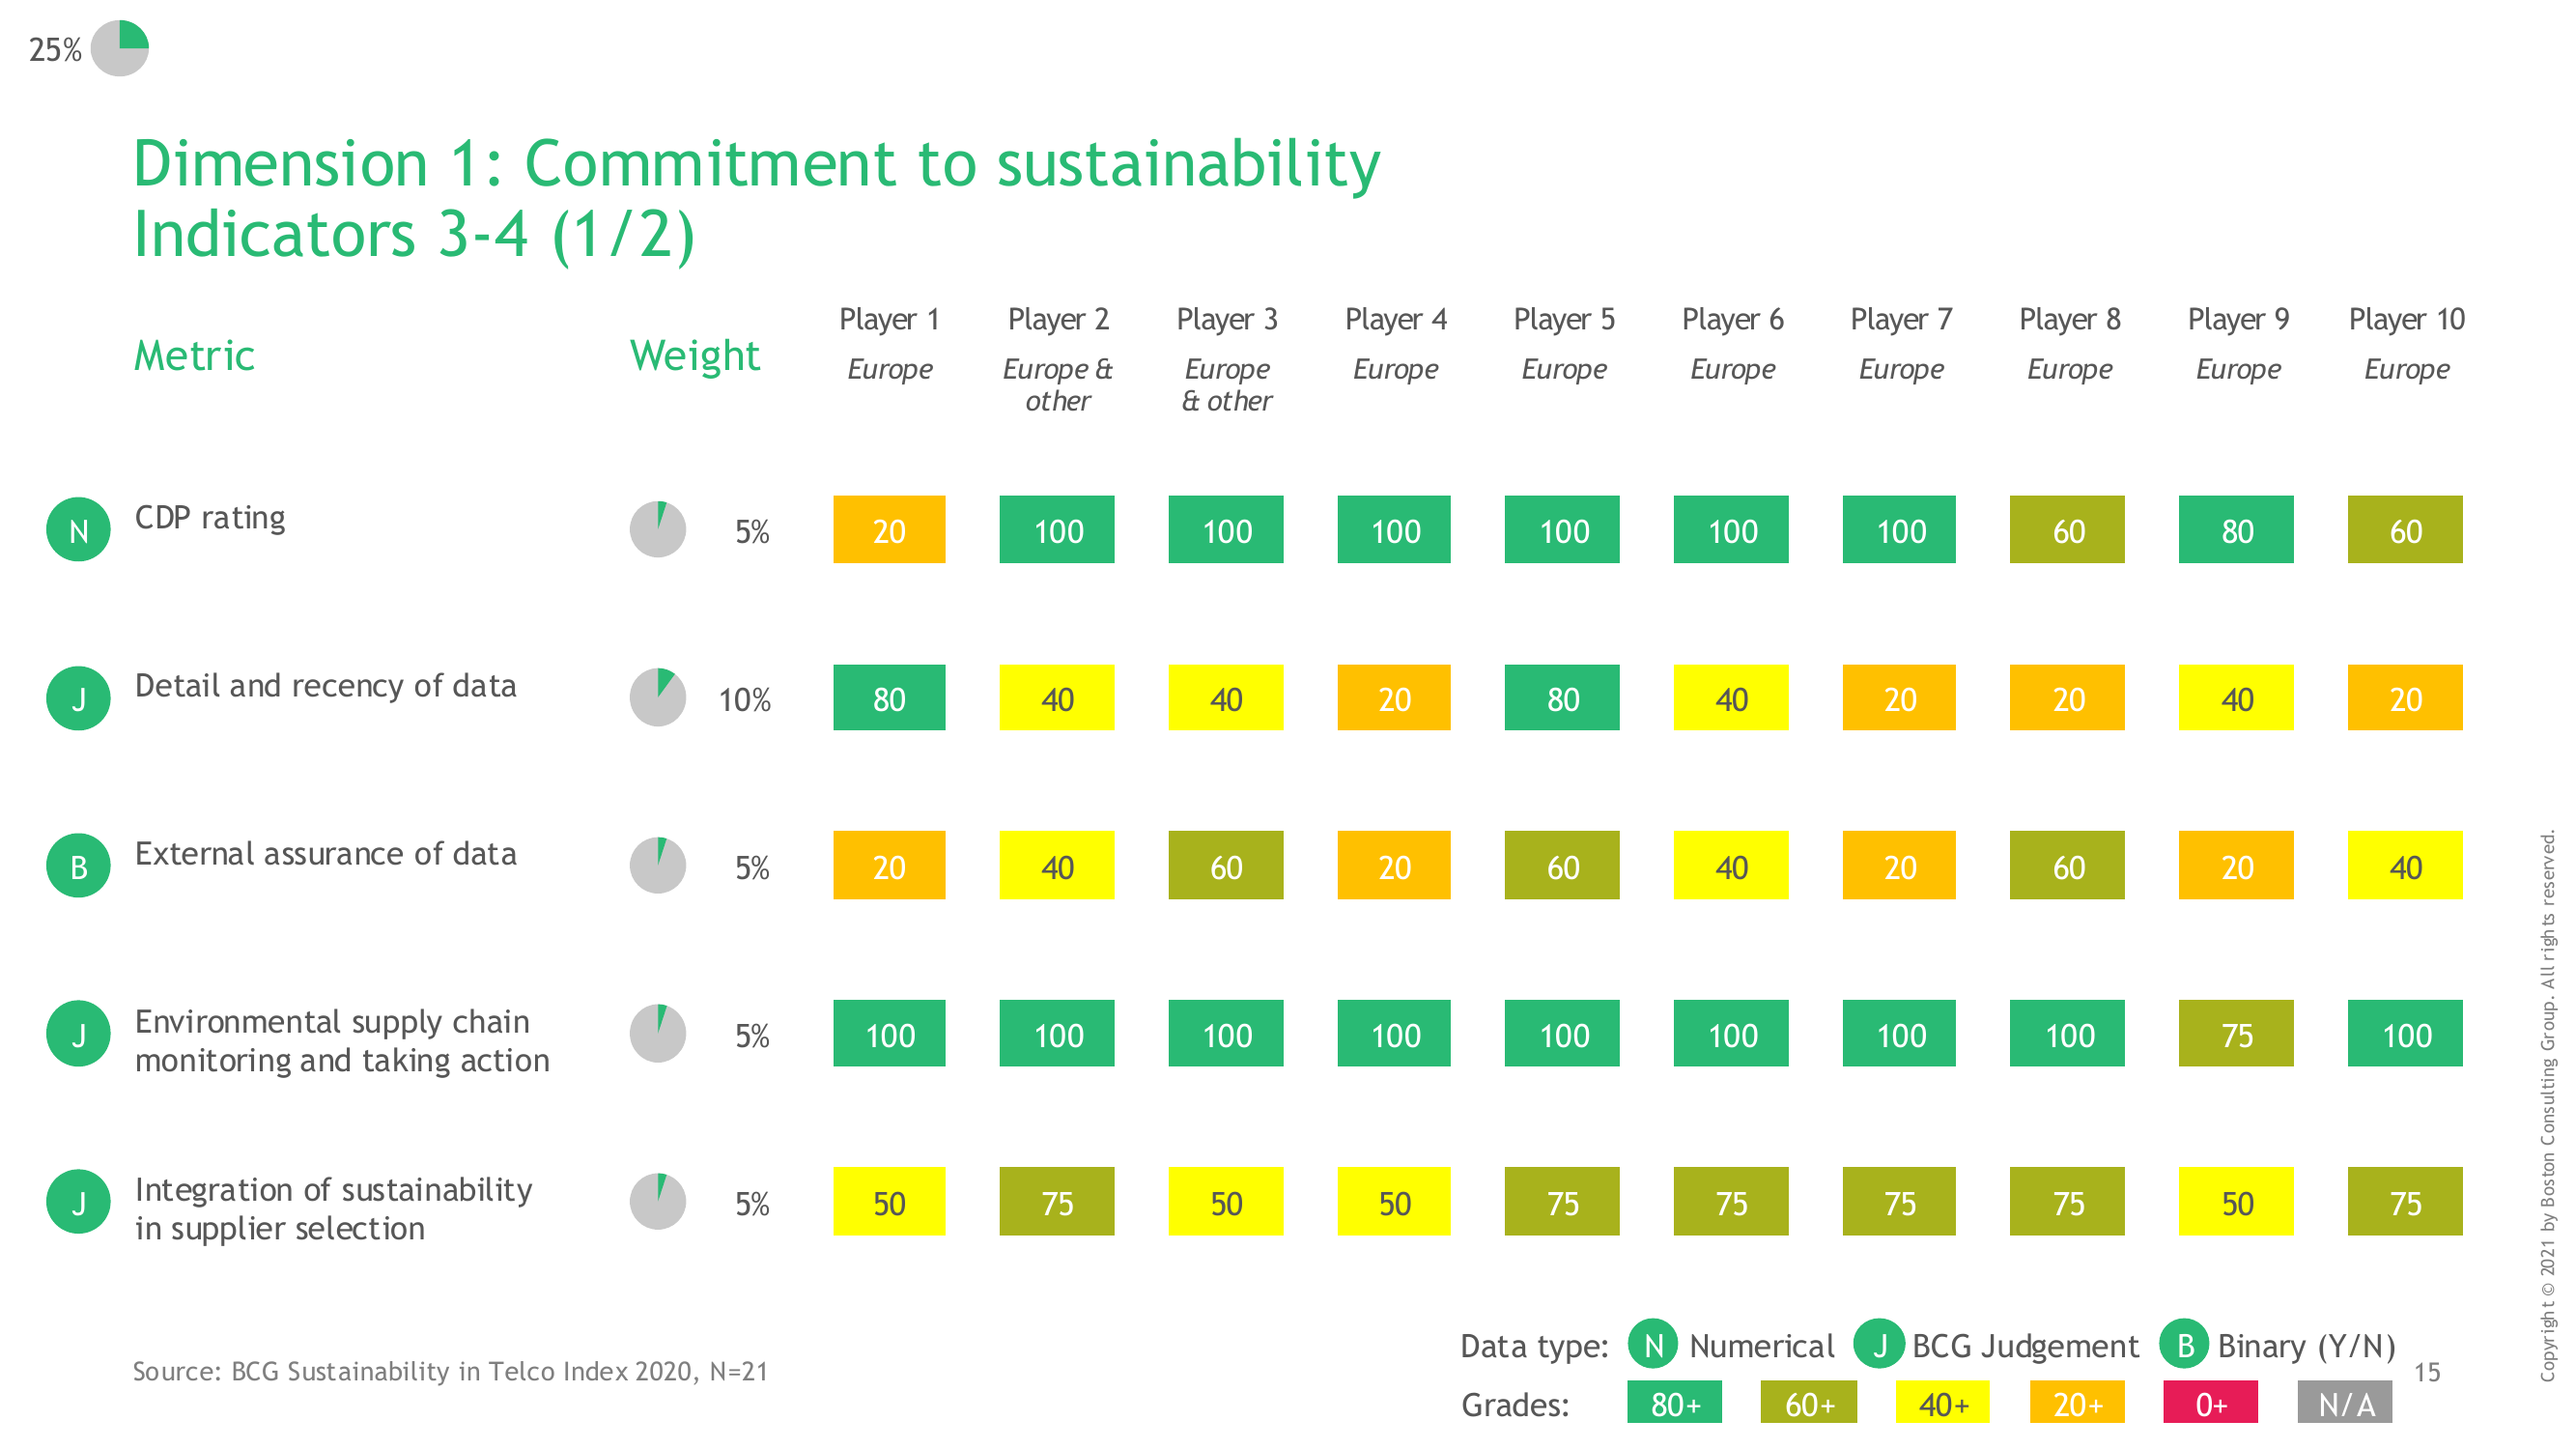 25%
Dimension 1: Commitment to sustainability
Indicators 3-4 (1/2)
Metric Weight
Player 1 Player 2 Player 3 Player 4 Player 5 Player 6 Player 7 Player 8 Player 9 Player 10
Europe Europe & Europe Europe Europe Europe Europe Europe Europe Europe
other & other
N CDP rating 5% 20 100 100 100 100 100 100 60 80 60
J Detail and recency of data 10% 80 40 40 20 80 40 20 20 40 20
B External assurance of data 5% 20 40 60 20 60 40 20 60 20 40
J Environmental supply chain
monitoring and taking action 5% 100 100 100 100 100 100 100 100 75 100
J Integration of sustainability
in supplier selection 5% 50 75 50 50 75 75 75 75 50 75
Data type: N Numerical J BCG Judgement B Binary (Y/N)
Grades: 80+ 60+ 40+ 20+ 0+ N/A
Source: BCG Sustainability in Telco Index 2020, N=21
15
Copyright © 2021 by Boston Consulting Group. All rights reserved.